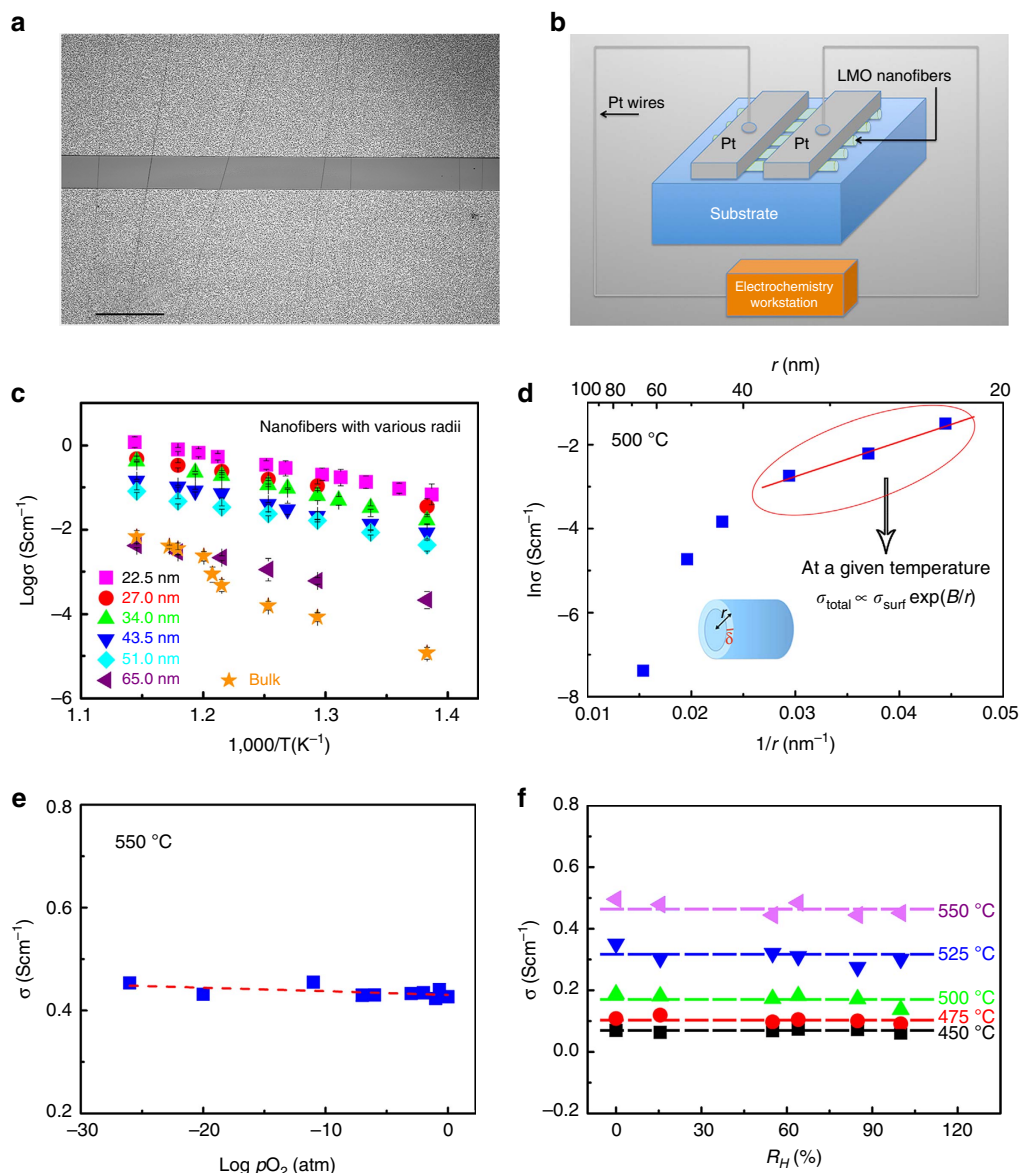 a
b
LMO nanofibers
Pt wires
Pt
Pt
Substrate
Electrochemistry
workstation
c
Nanofibers with various radii
Logσ (Scm⁻¹)
0
−2
−4
−6
22.5 nm
27.0 nm
34.0 nm
43.5 nm
51.0 nm
65.0 nm
Bulk
1.1
1.2
1.3
1.4
1,000/T(K⁻¹)
d
r (nm)
100
80
60
40
20
500 °C
lnσ (Scm⁻¹)
−2
−4
−6
−8
At a given temperature
σtotal ∝ σsurf exp(B/r)
r
δ
0.01
0.02
0.03
0.04
0.05
1/r (nm⁻¹)
e
550 °C
σ (Scm⁻¹)
0.8
0.6
0.4
0.2
−30
−20
−10
0
Log pO₂ (atm)
f
σ (Scm⁻¹)
0.8
0.6
0.4
0.2
0.0
−0.2
550 °C
525 °C
500 °C
475 °C
450 °C
0
30
60
90
120
R_H (%)